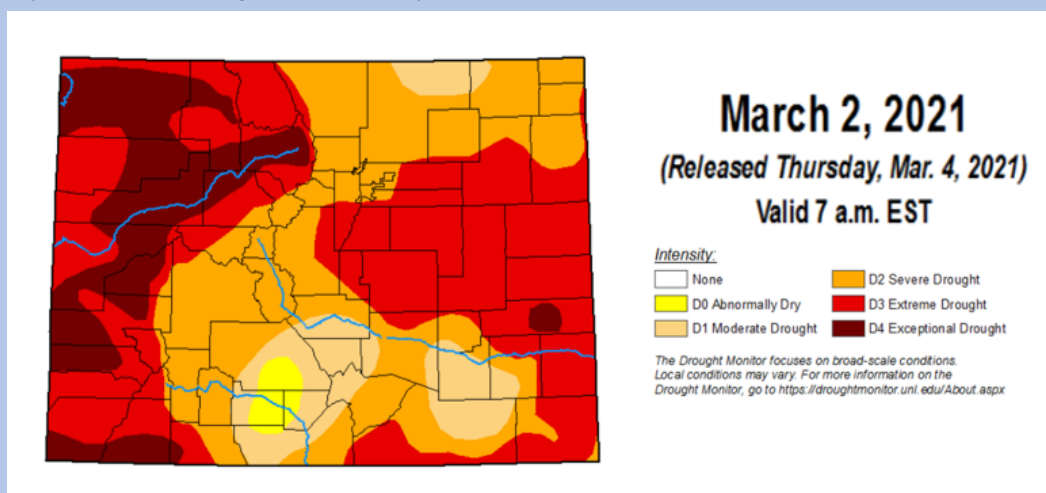 March 2, 2021
(Released Thursday, Mar. 4, 2021)
Valid 7 a.m. EST
Intensity:
None
D2 Severe Drought
D0 Abnormally Dry
D3 Extreme Drought
D1 Moderate Drought
D4 Exceptional Drought
The Drought Monitor focuses on broad-scale conditions.
Local conditions may vary. For more information on the
Drought Monitor, go to https://droughtmonitor.unl.edu/About.aspx